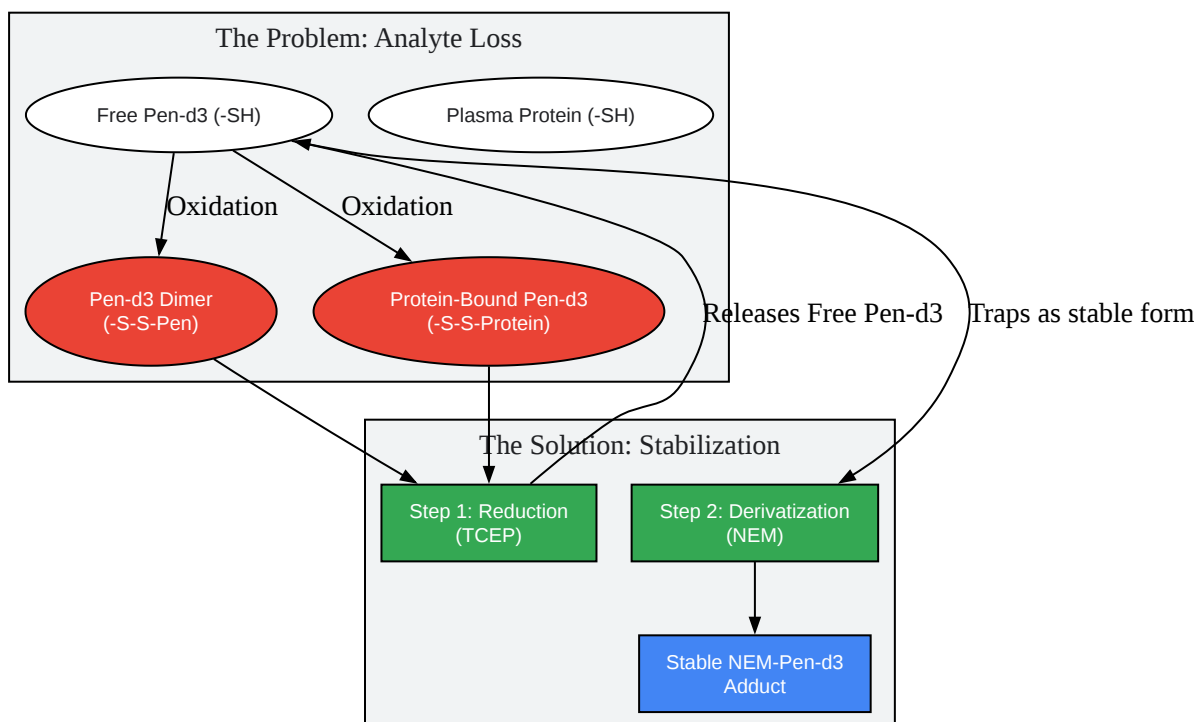 The Problem: Analyte Loss
Free Pen-d3 (-SH)
Plasma Protein (-SH)
Oxidation
Oxidation
Pen-d3 Dimer
(-S-S-Pen)
Protein-Bound Pen-d3
(-S-S-Protein)
Releases Free Pen-d3
Traps as stable form
The Solution: Stabilization
Step 1: Reduction
(TCEP)
Step 2: Derivatization
(NEM)
Stable NEM-Pen-d3
Adduct